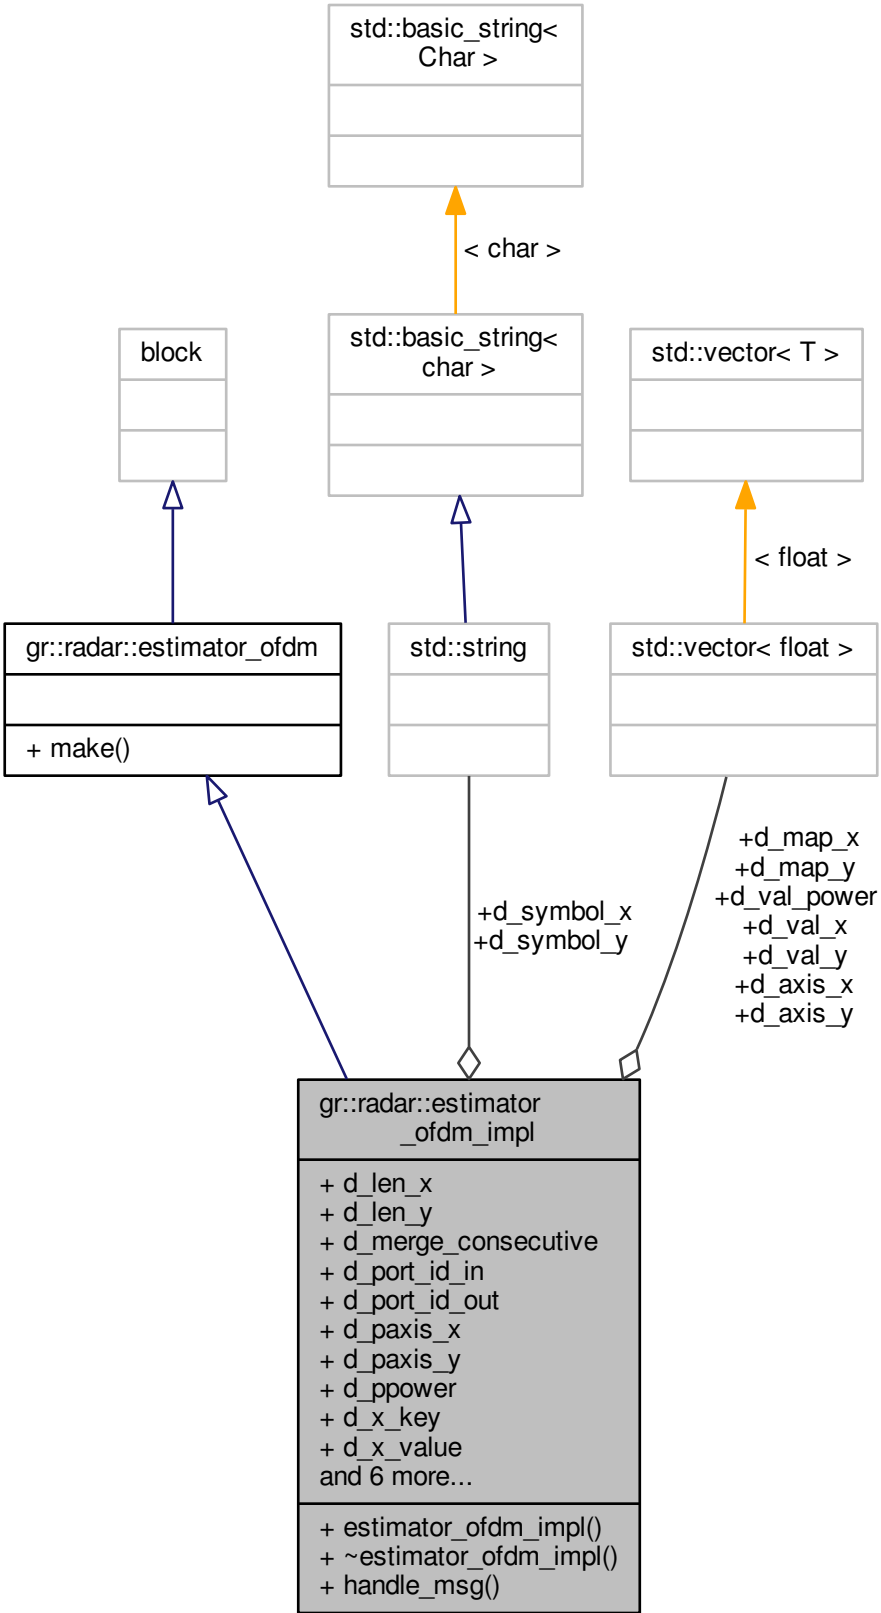 std::basic_string<
Char >
< char >
block
std::basic_string<
char >
std::vector< T >
< float >
gr::radar::estimator_ofdm
+ make()
std::string
std::vector< float >
+d_symbol_x
+d_symbol_y
+d_map_x
+d_map_y
+d_val_power
+d_val_x
+d_val_y
+d_axis_x
+d_axis_y
gr::radar::estimator
_ofdm_impl
+ d_len_x
+ d_len_y
+ d_merge_consecutive
+ d_port_id_in
+ d_port_id_out
+ d_paxis_x
+ d_paxis_y
+ d_ppower
+ d_x_key
+ d_x_value
and 6 more...
+ estimator_ofdm_impl()
+ ~estimator_ofdm_impl()
+ handle_msg()